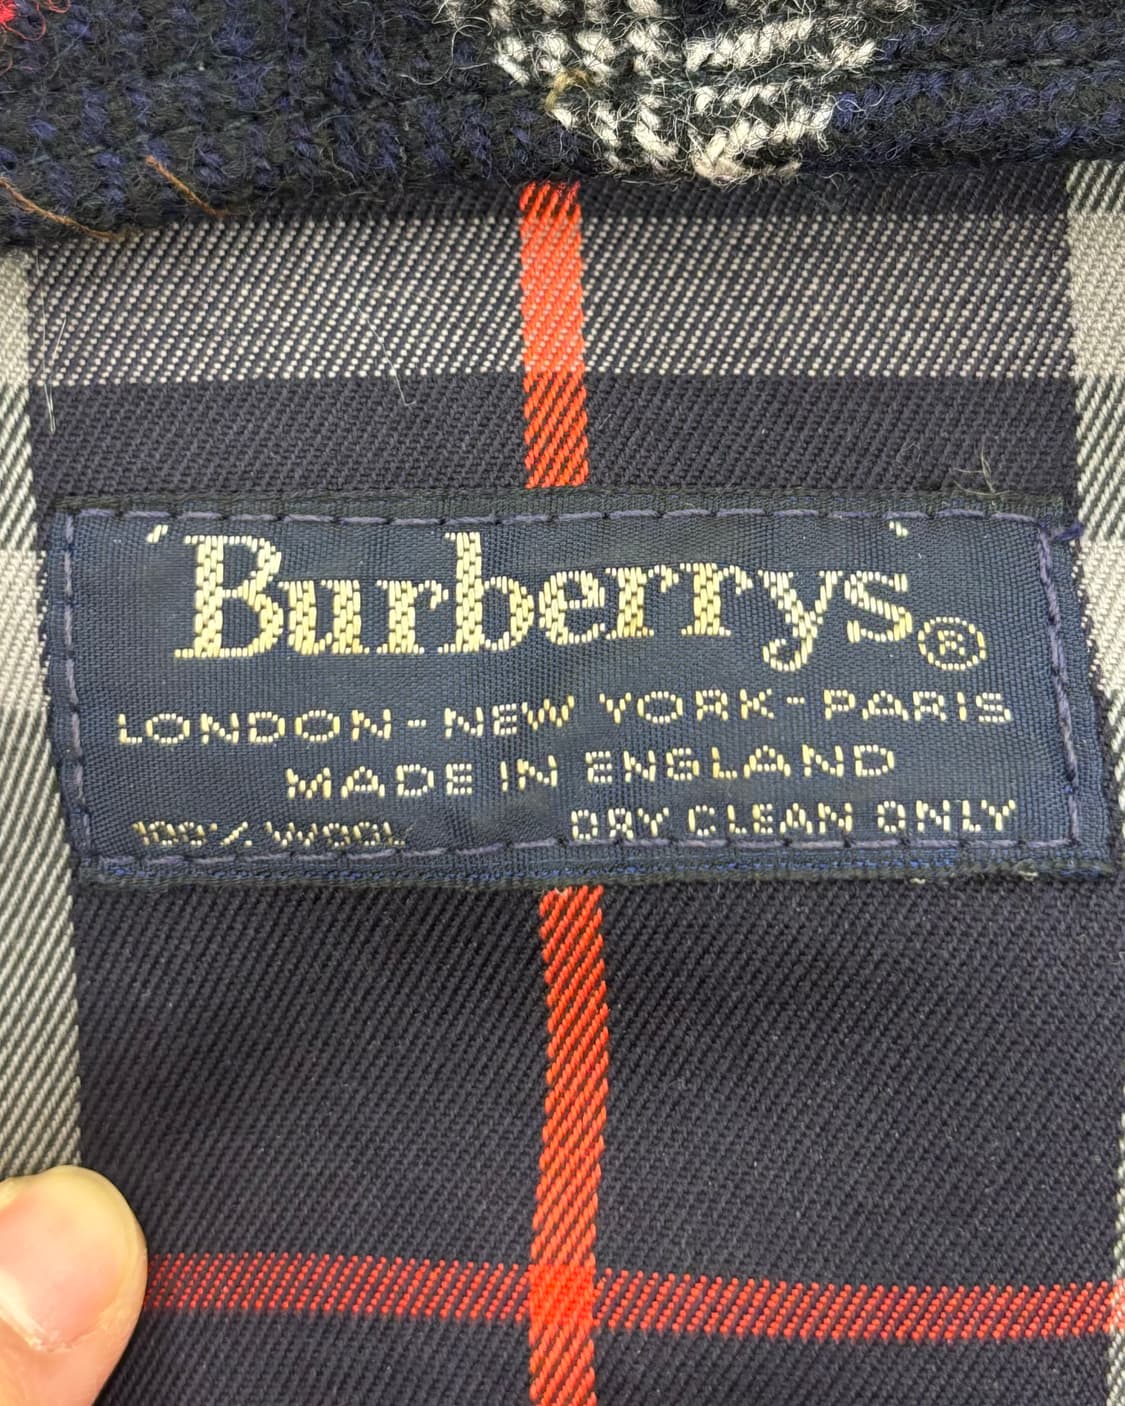 'Burberrys'®
LONDON-NEW YORK-PARIS
MADE IN ENGLAND
100% WOOL DRY CLEAN ONLY